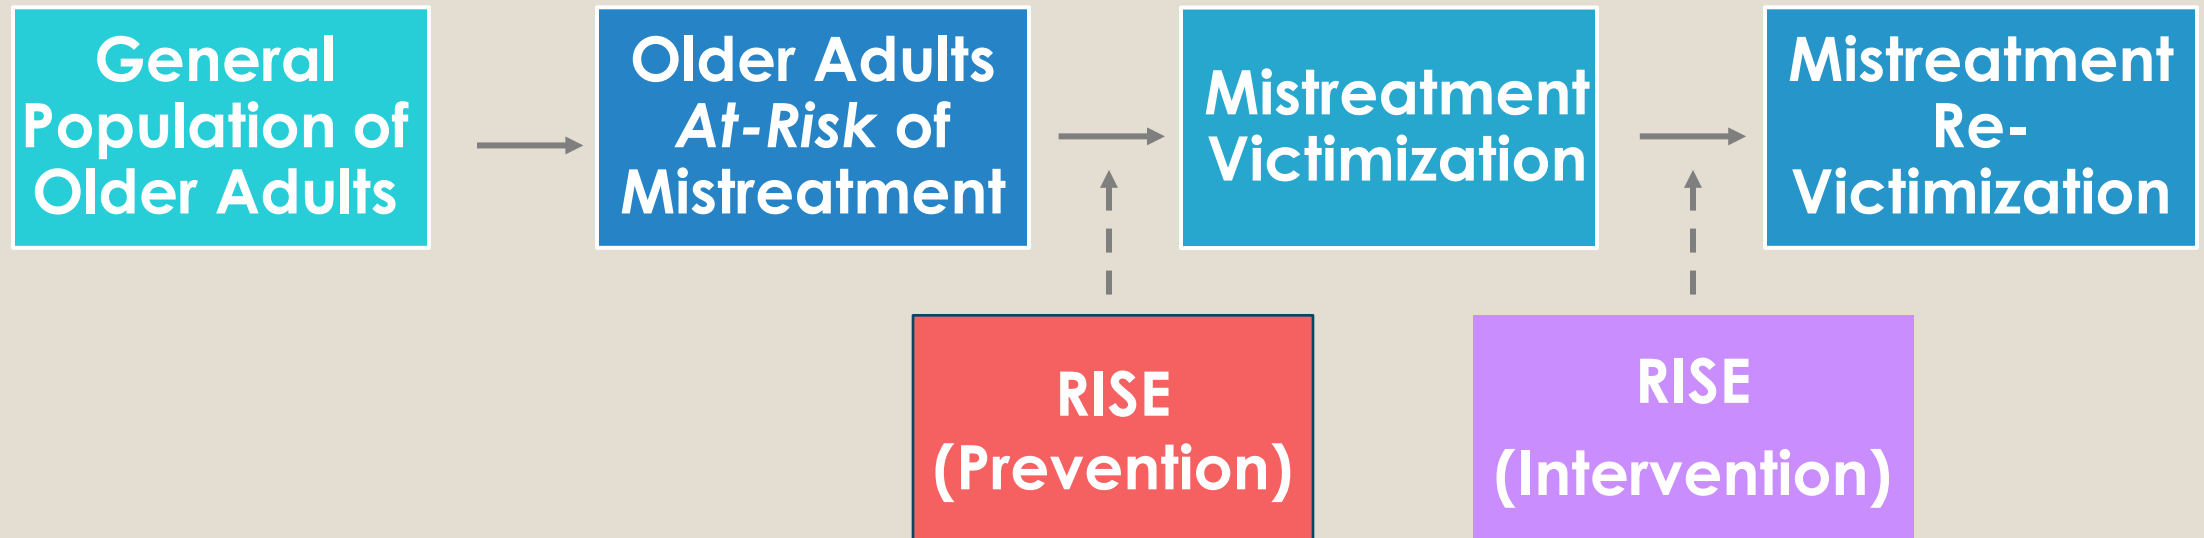 General
Population of
Older Adults
Older Adults
At-Risk of
Mistreatment
Mistreatment
Victimization
Mistreatment
Re-
Victimization
RISE
(Prevention)
RISE
(Intervention)